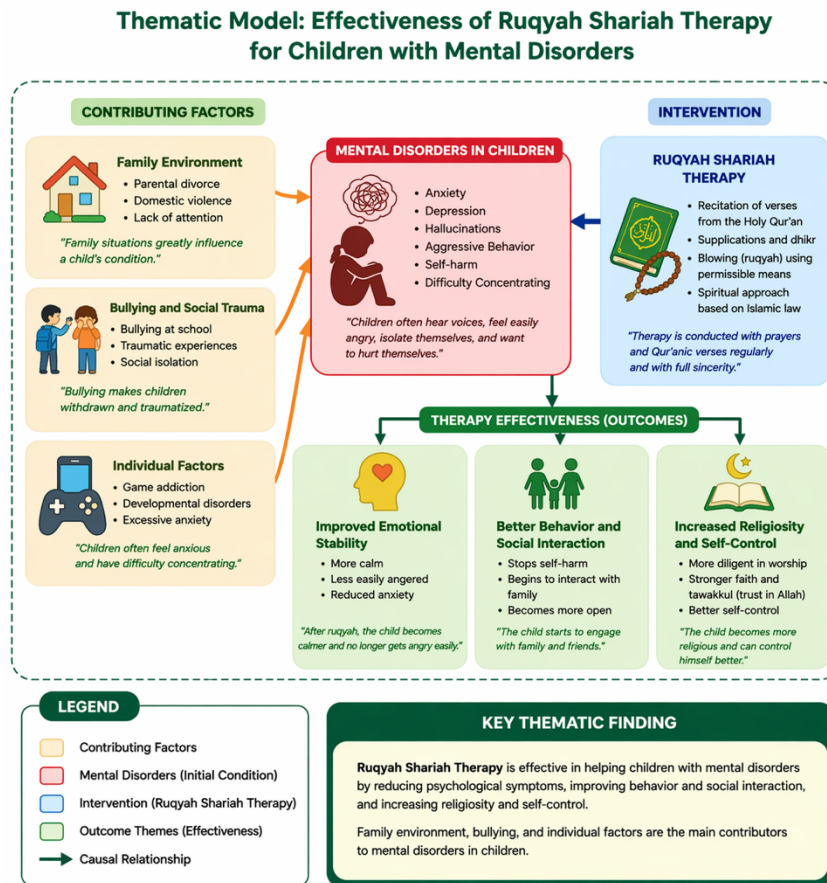 Thematic Model: Effectiveness of Ruqyah Shariah Therapy
for Children with Mental Disorders
CONTRIBUTING FACTORS
Family Environment
• Parental divorce
• Domestic violence
• Lack of attention
"Family situations greatly influence
a child's condition."
Bullying and Social Trauma
• Bullying at school
• Traumatic experiences
• Social isolation
"Bullying makes children
withdrawn and traumatized."
Individual Factors
• Game addiction
• Developmental disorders
• Excessive anxiety
"Children often feel anxious
and have difficulty concentrating."
MENTAL DISORDERS IN CHILDREN
• Anxiety
• Depression
• Hallucinations
• Aggressive Behavior
• Self-harm
• Difficulty Concentrating
"Children often hear voices, feel easily
angry, isolate themselves, and want
to hurt themselves."
INTERVENTION
RUQYAH SHARIAH
THERAPY
• Recitation of verses
from the Holy Qur'an
• Supplications and dhikr
• Blowing (ruqyah) using
permissible means
• Spiritual approach
based on Islamic law
"Therapy is conducted with prayers
and Qur'anic verses regularly
and with full sincerity."
THERAPY EFFECTIVENESS (OUTCOMES)
Improved Emotional
Stability
• More calm
• Less easily angered
• Reduced anxiety
"After ruqyah, the child becomes
calmer and no longer gets angry easily."
Better Behavior and
Social Interaction
• Stops self-harm
• Begins to interact with
family
• Becomes more open
"The child starts to engage
with family and friends."
Increased Religiosity
and Self-Control
• More diligent in worship
• Stronger faith and
tawakkul (trust in Allah)
• Better self-control
"The child becomes more
religious and can control
himself better."
LEGEND
Contributing Factors
Mental Disorders (Initial Condition)
Intervention (Ruqyah Shariah Therapy)
Outcome Themes (Effectiveness)
Causal Relationship
KEY THEMATIC FINDING
Ruqyah Shariah Therapy is effective in helping children with mental disorders
by reducing psychological symptoms, improving behavior and social interaction,
and increasing religiosity and self-control.
Family environment, bullying, and individual factors are the main contributors
to mental disorders in children.